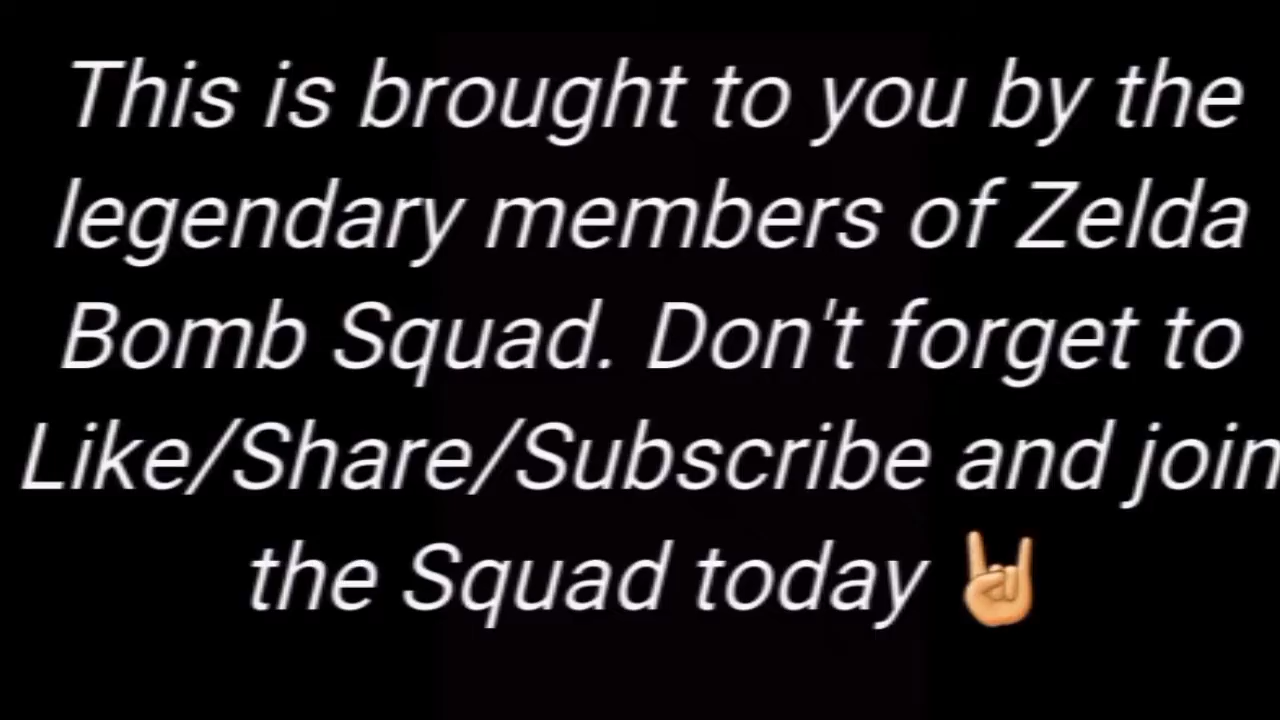 This is brought to you by the
legendary members of Zelda
Bomb Squad. Don't forget to
Like/Share/Subscribe and join
the Squad today 🤘